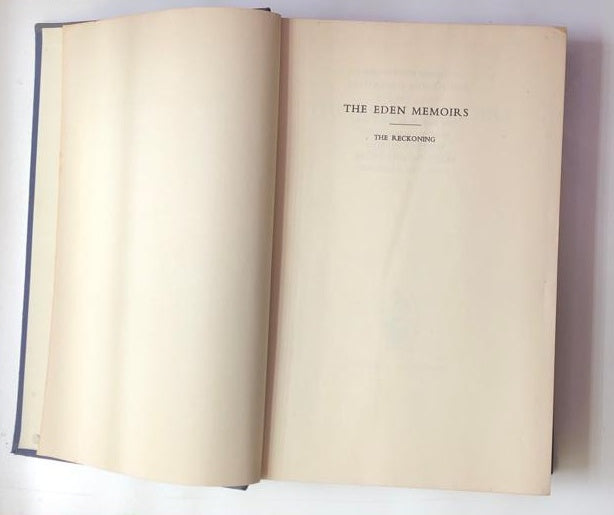 THE EDEN MEMOIRS
THE RECKONING